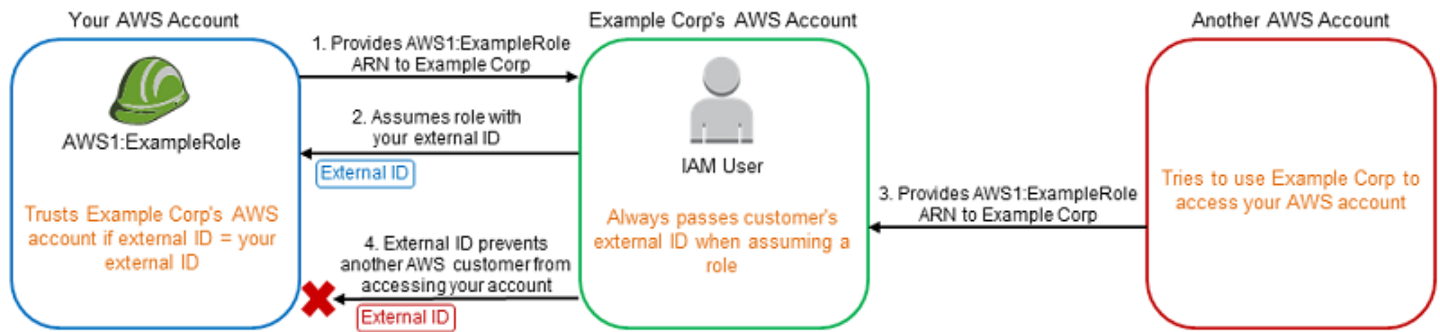 Your AWS Account
Example Corp's AWS Account
Another AWS Account
1. Provides AWS1:ExampleRole
ARN to Example Corp
AWS1:ExampleRole
2. Assumes role with
your external ID
External ID
IAM User
Trusts Example Corp's AWS
account if external ID = your
external ID
Always passes customer's
external ID when assuming a
role
3. Provides AWS1:ExampleRole
ARN to Example Corp
Tries to use Example Corp to
access your AWS account
4. External ID prevents
another AWS customer from
accessing your account
External ID